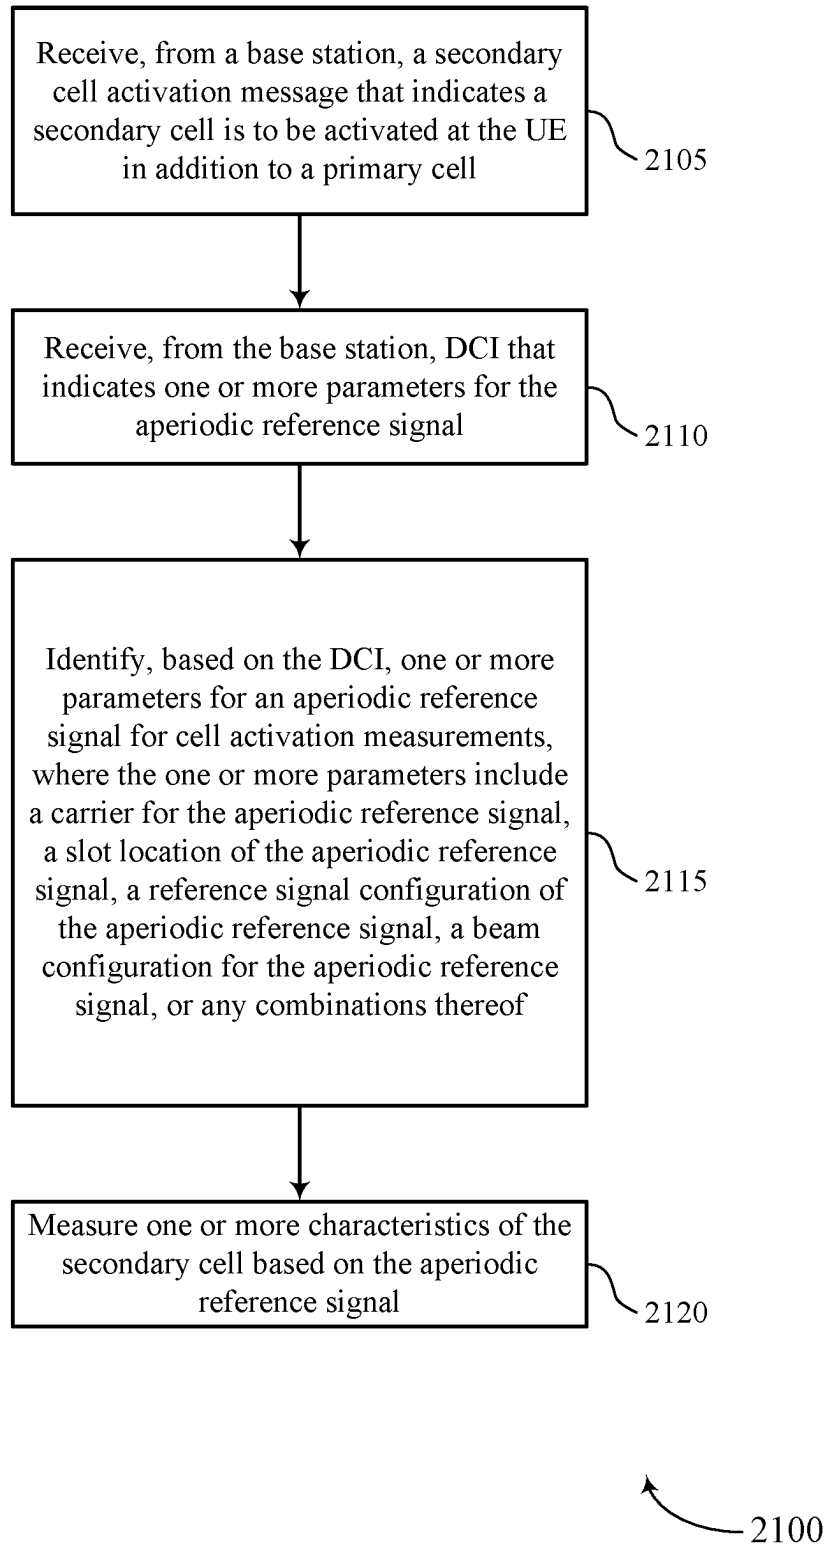 Receive, from a base station, a secondary
cell activation message that indicates a
secondary cell is to be activated at the UE
in addition to a primary cell
2105
Receive, from the base station, DCI that
indicates one or more parameters for the
aperiodic reference signal
2110
Identify, based on the DCI, one or more
parameters for an aperiodic reference
signal for cell activation measurements,
where the one or more parameters include
a carrier for the aperiodic reference signal,
a slot location of the aperiodic reference
signal, a reference signal configuration of
the aperiodic reference signal, a beam
configuration for the aperiodic reference
signal, or any combinations thereof
2115
Measure one or more characteristics of the
secondary cell based on the aperiodic
reference signal
2120
2100